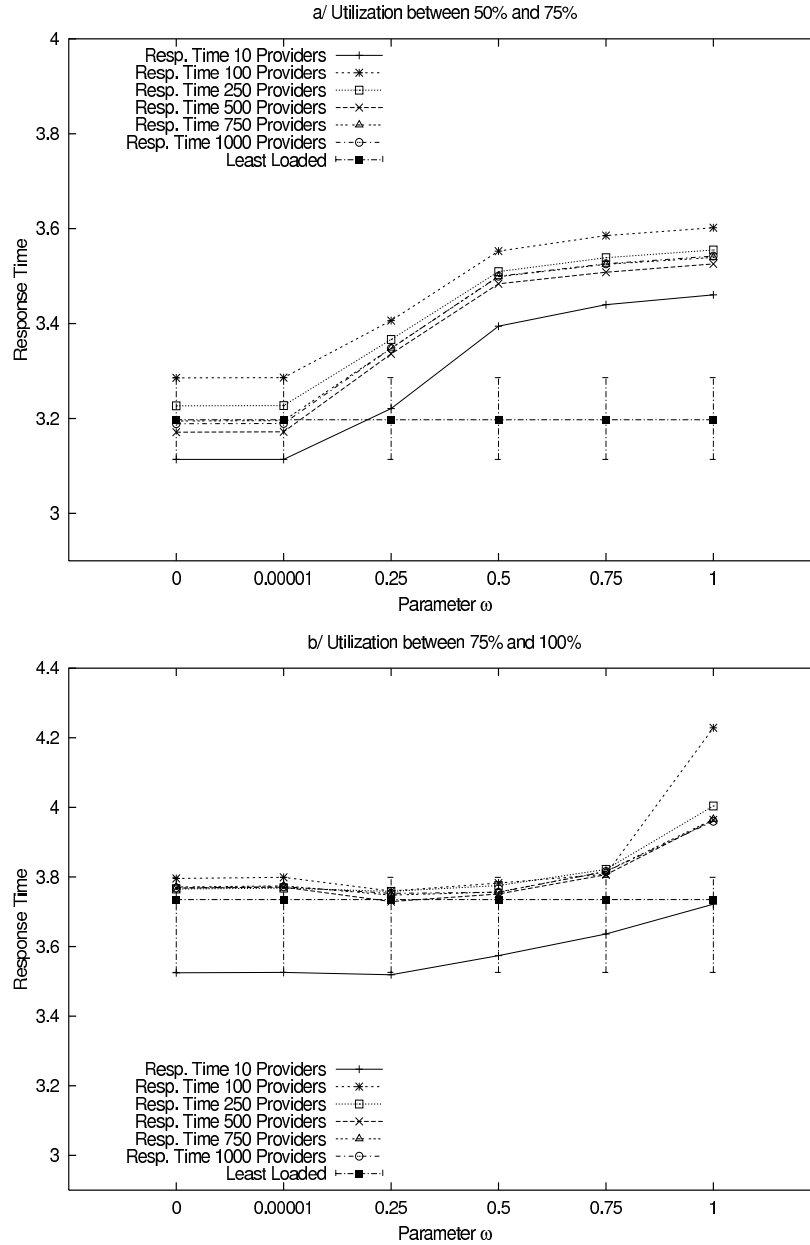 a/ Utilization between 50% and 75%
4
3.8
3.6
3.4
3.2
3
Response Time
Resp. Time 10 Providers
Resp. Time 100 Providers
Resp. Time 250 Providers
Resp. Time 500 Providers
Resp. Time 750 Providers
Resp. Time 1000 Providers
Least Loaded
0 0.00001 0.25 0.5 0.75 1
Parameter ω
b/ Utilization between 75% and 100%
4.4
4.2
4
3.8
3.6
3.4
3.2
3
Response Time
Resp. Time 10 Providers
Resp. Time 100 Providers
Resp. Time 250 Providers
Resp. Time 500 Providers
Resp. Time 750 Providers
Resp. Time 1000 Providers
Least Loaded
0 0.00001 0.25 0.5 0.75 1
Parameter ω